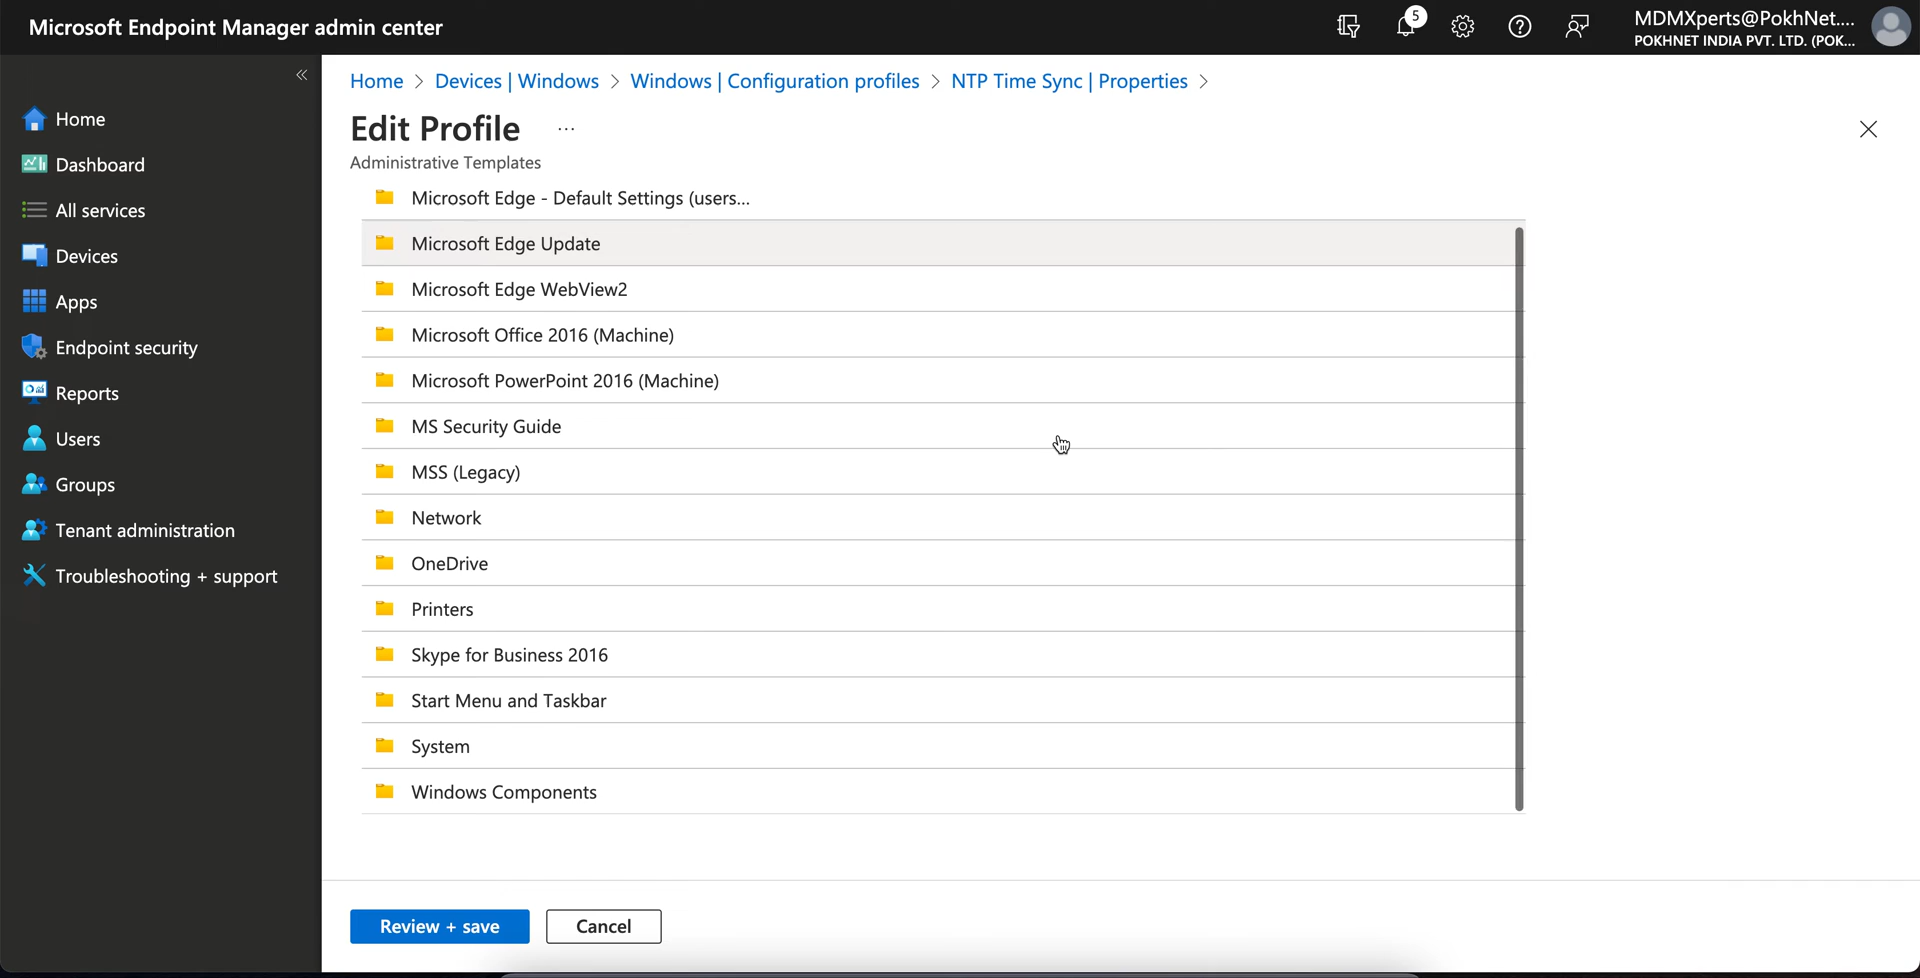 Microsoft Endpoint Manager admin center
5
MDMXperts@PokhNet....
POKHNET INDIA PVT. LTD. (POK...
«
Home
Dashboard
All services
Devices
Apps
Endpoint security
Reports
Users
Groups
Tenant administration
Troubleshooting + support
Home > Devices | Windows > Windows | Configuration profiles > NTP Time Sync | Properties >
Edit Profile ...
Administrative Templates
Microsoft Edge - Default Settings (users...
Microsoft Edge Update
Microsoft Edge WebView2
Microsoft Office 2016 (Machine)
Microsoft PowerPoint 2016 (Machine)
MS Security Guide
MSS (Legacy)
Network
OneDrive
Printers
Skype for Business 2016
Start Menu and Taskbar
System
Windows Components
Review + save
Cancel